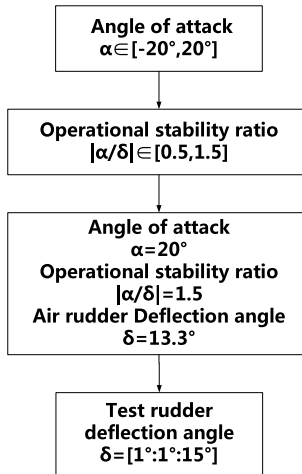 Angle of attack
α∈[-20°,20°]
Operational stability ratio
|α/δ|∈[0.5,1.5]
Angle of attack
α=20°
Operational stability ratio
|α/δ|=1.5
Air rudder Deflection angle
δ=13.3°
Test rudder
deflection angle
δ=[1°:1°:15°]